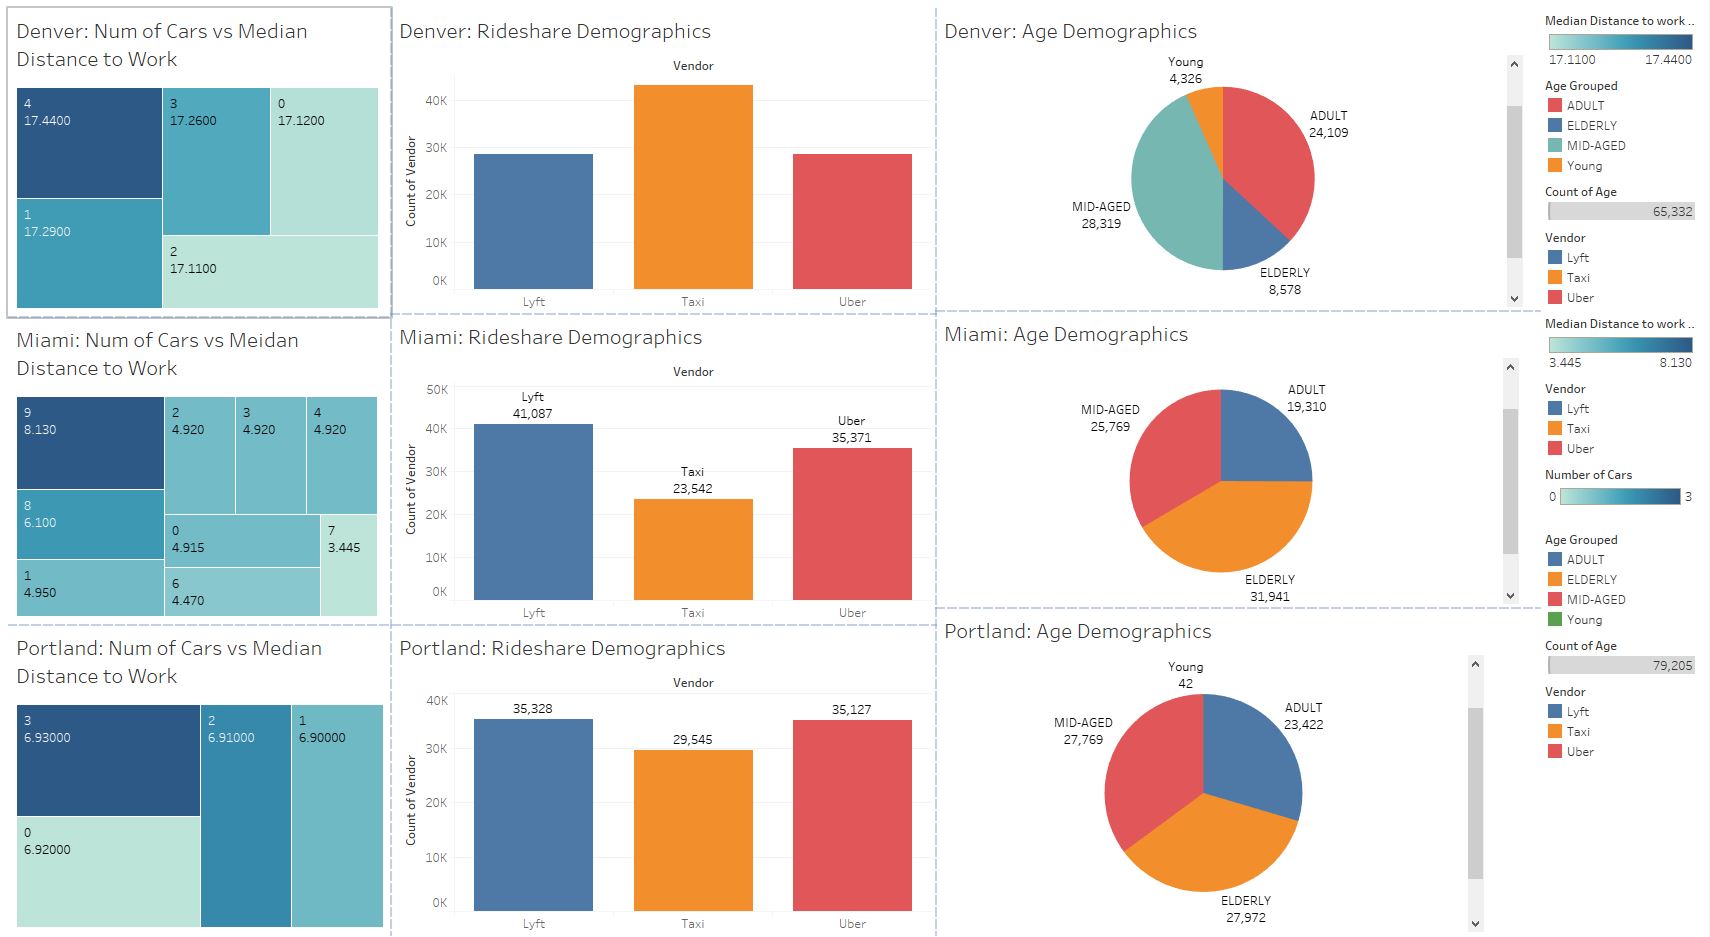 Denver: Num of Cars vs Median
Distance to Work
4
17.4400
3
17.2600
0
17.1200
1
17.2900
2
17.1100
Denver: Rideshare Demographics
Vendor
Count of Vendor
40K
30K
20K
10K
0K
Lyft
Taxi
Uber
Denver: Age Demographics
Young
4,326
ADULT
24,109
MID-AGED
28,319
ELDERLY
8,578
Miami: Num of Cars vs Meidan
Distance to Work
9
8.130
2
4.920
3
4.920
4
4.920
8
6.100
0
4.915
7
3.445
1
4.950
6
4.470
Miami: Rideshare Demographics
Vendor
Count of Vendor
50K
40K
30K
20K
10K
0K
Lyft
41,087
Taxi
23,542
Uber
35,371
Lyft
Taxi
Uber
Miami: Age Demographics
ADULT
19,310
MID-AGED
25,769
ELDERLY
31,941
Portland: Num of Cars vs Median
Distance to Work
3
6.93000
2
6.91000
1
6.90000
0
6.92000
Portland: Rideshare Demographics
Vendor
Count of Vendor
40K
30K
20K
10K
0K
35,328
29,545
35,127
Lyft
Taxi
Uber
Portland: Age Demographics
Young
42
ADULT
23,422
MID-AGED
27,769
ELDERLY
27,972
Median Distance to work ..
17.1100 17.4400
Age Grouped
ADULT
ELDERLY
MID-AGED
Young
Count of Age
65,332
Vendor
Lyft
Taxi
Uber
Median Distance to work ..
3.445 8.130
Vendor
Lyft
Taxi
Uber
Number of Cars
0 3
Age Grouped
ADULT
ELDERLY
MID-AGED
Young
Count of Age
79,205
Vendor
Lyft
Taxi
Uber